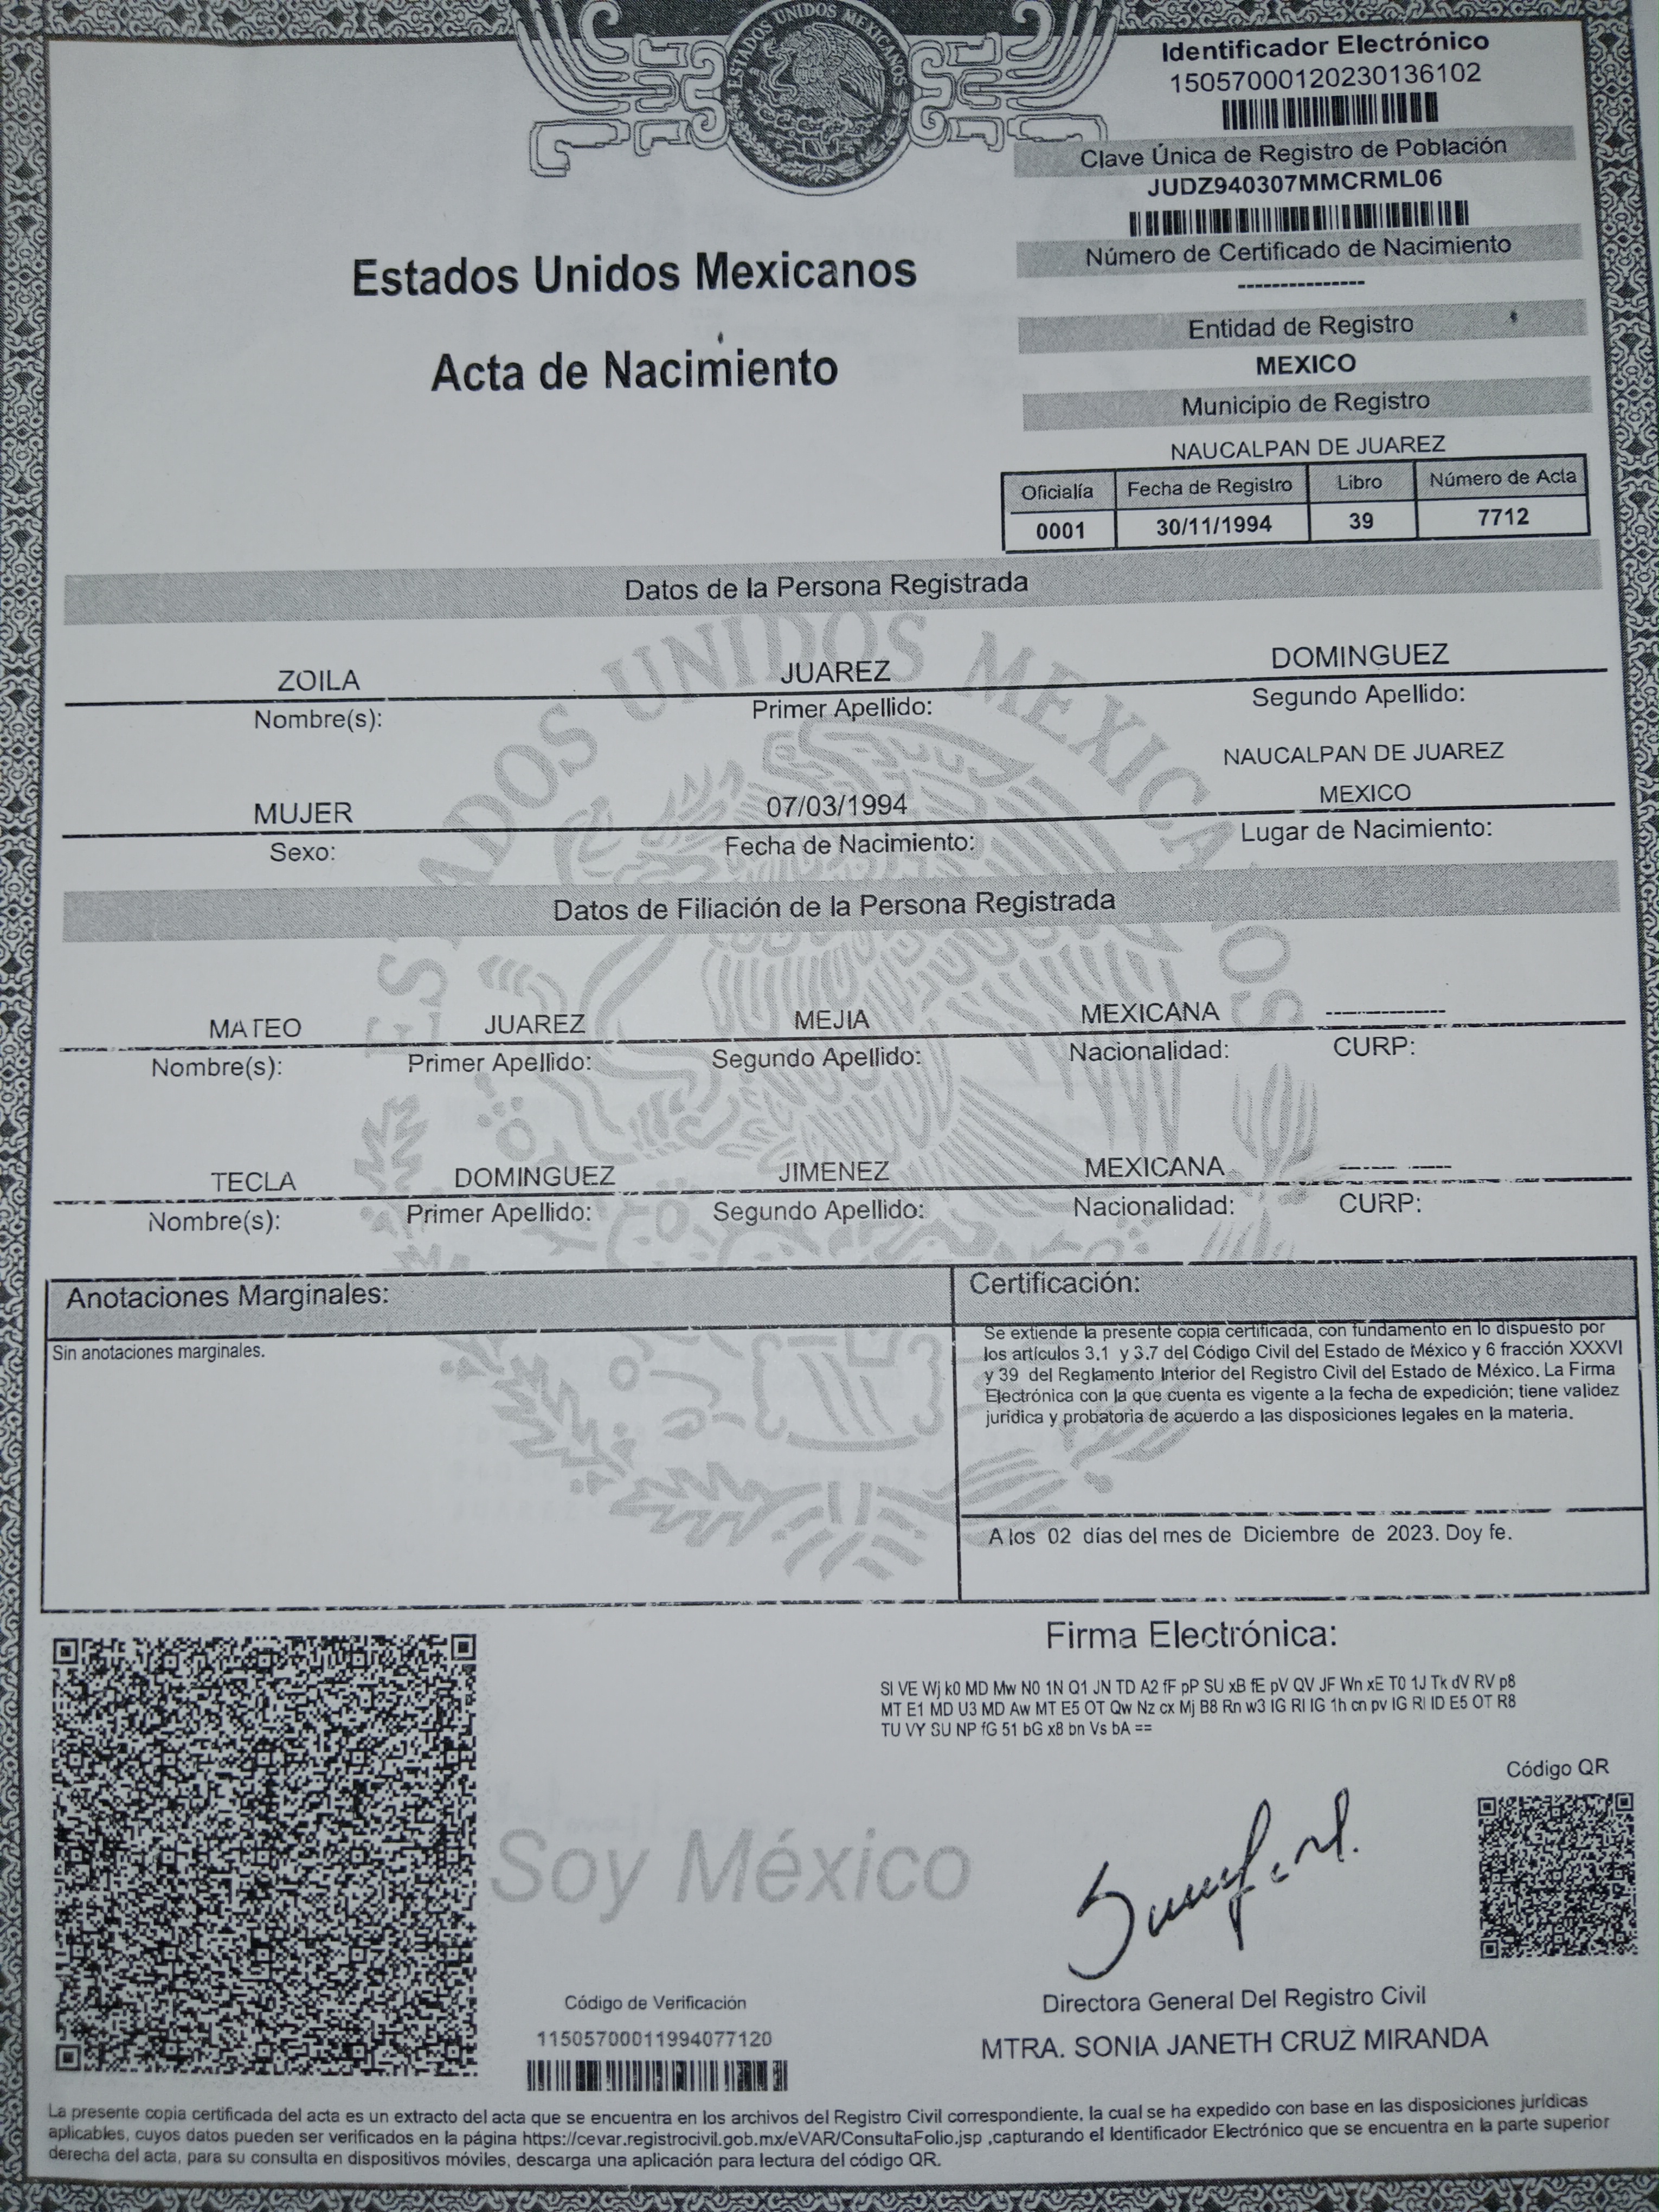 ESTADOS UNIDOS MEXICANOS
Identificador Electrónico
15057000120230136102
Clave Única de Registro de Población
JUDZ940307MMCRML06
Número de Certificado de Nacimiento
---------------
Entidad de Registro
MEXICO
Municipio de Registro
NAUCALPAN DE JUAREZ
Estados Unidos Mexicanos
Acta de Nacimiento
Oficialía Fecha de Registro Libro Número de Acta
0001 30/11/1994 39 7712
Datos de la Persona Registrada
ESTADOS UNIDOS MEXICANOS
ZOILA JUAREZ DOMINGUEZ
Nombre(s): Primer Apellido: Segundo Apellido:
NAUCALPAN DE JUAREZ
MUJER 07/03/1994 MEXICO
Sexo: Fecha de Nacimiento: Lugar de Nacimiento:
Datos de Filiación de la Persona Registrada
MATEO JUAREZ MEJIA MEXICANA --------------
Nombre(s): Primer Apellido: Segundo Apellido: Nacionalidad: CURP:
TECLA DOMINGUEZ JIMENEZ MEXICANA --------------
Nombre(s): Primer Apellido: Segundo Apellido: Nacionalidad: CURP:
Anotaciones Marginales:
Sin anotaciones marginales.
Certificación:
Se extiende la presente copia certificada, con fundamento en lo dispuesto por
los artículos 3.1 y 3.7 del Código Civil del Estado de México y 6 fracción XXXVI
y 39 del Reglamento Interior del Registro Civil del Estado de México. La Firma
Electrónica con la que cuenta es vigente a la fecha de expedición; tiene validez
jurídica y probatoria de acuerdo a las disposiciones legales en la materia.
A los 02 días del mes de Diciembre de 2023. Doy fe.
Firma Electrónica:
SI VE Wj k0 MD Mw N0 1N Q1 JN TD A2 fF pP SU xB fE pV QV JF Wn xE T0 1J Tk dV RV p8
MT E1 MD U3 MD Aw MT E5 OT Qw Nz cx Mj B8 Rn w3 IG RI IG 1h cn pv IG RI ID E5 OT R8
TU VY SU NP fG 51 bG x8 bn Vs bA ==
Código QR
Soy México
Código de Verificación
11505700011994077120
Directora General Del Registro Civil
MTRA. SONIA JANETH CRUZ MIRANDA
La presente copia certificada del acta es un extracto del acta que se encuentra en los archivos del Registro Civil correspondiente, la cual se ha expedido con base en las disposiciones jurídicas
aplicables, cuyos datos pueden ser verificados en la página https://cevar.registrocivil.gob.mx/eVAR/ConsultaFolio.jsp ,capturando el Identificador Electrónico que se encuentra en la parte superior
derecha del acta, para su consulta en dispositivos móviles, descarga una aplicación para lectura del código QR.